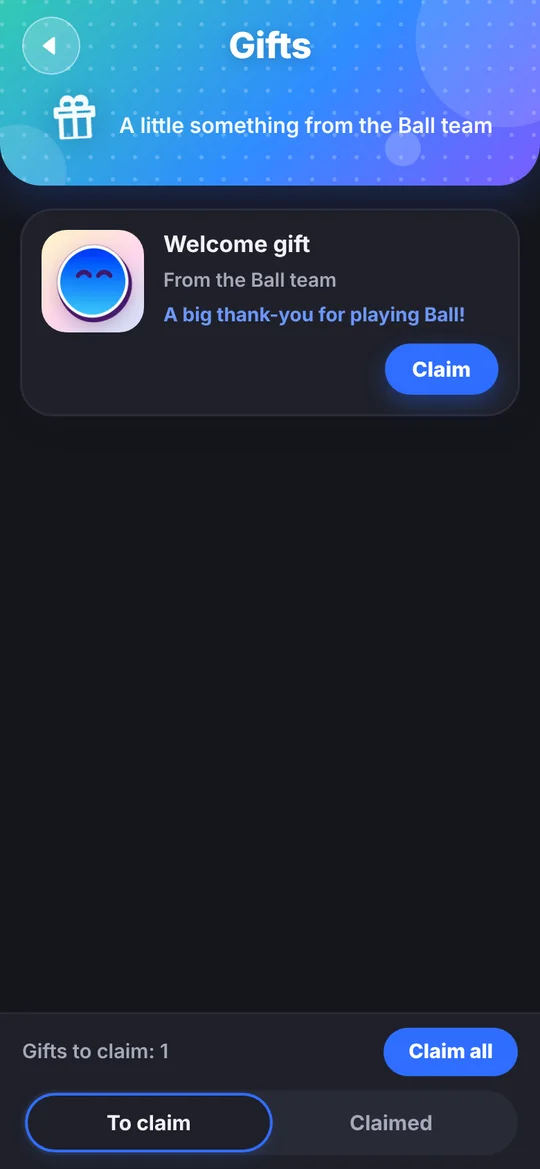 Gifts
A little something from the Ball team
Welcome gift
From the Ball team
A big thank-you for playing Ball!
Claim
Gifts to claim: 1
Claim all
To claim
Claimed